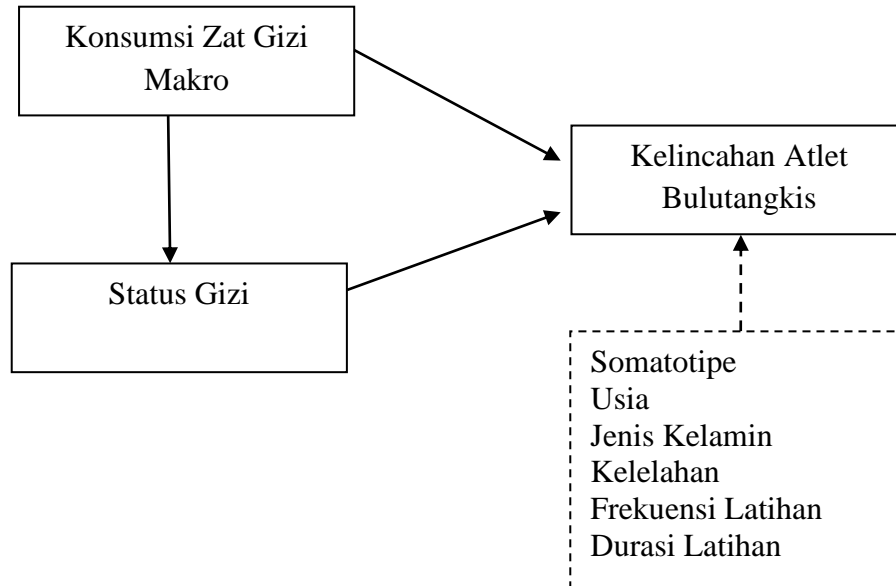 Konsumsi Zat Gizi
Makro
Kelincahan Atlet
Bulutangkis
Status Gizi
Somatotipe
Usia
Jenis Kelamin
Kelelahan
Frekuensi Latihan
Durasi Latihan